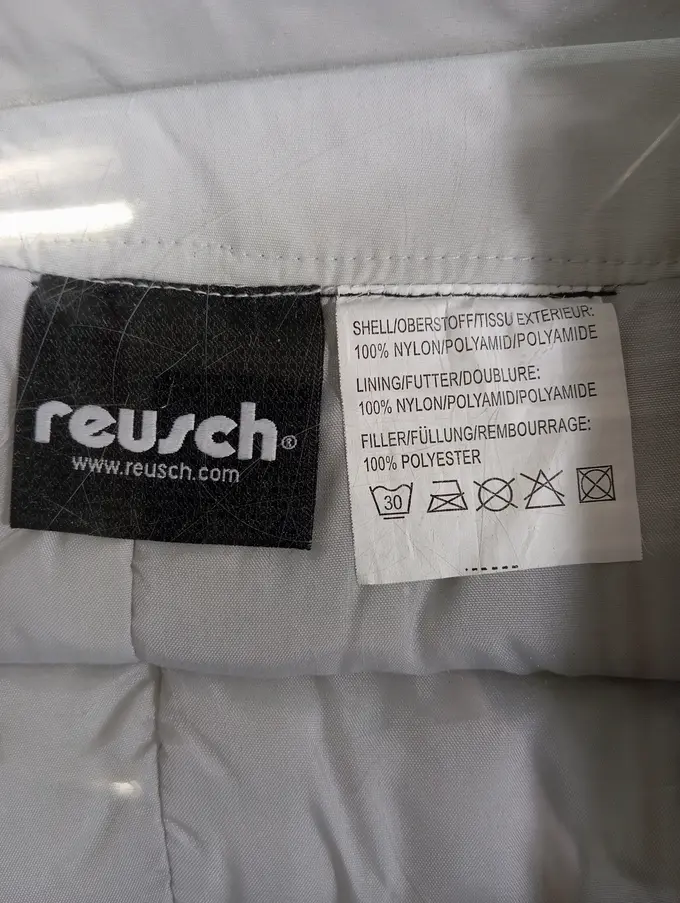 reusch®
www.reusch.com
SHELL/OBERSTOFF/TISSU EXTERIEUR:
100% NYLON/POLYAMID/POLYAMIDE
LINING/FUTTER/DOUBLURE:
100% NYLON/POLYAMID/POLYAMIDE
FILLER/FÜLLUNG/REMBOURRAGE:
100% POLYESTER
30